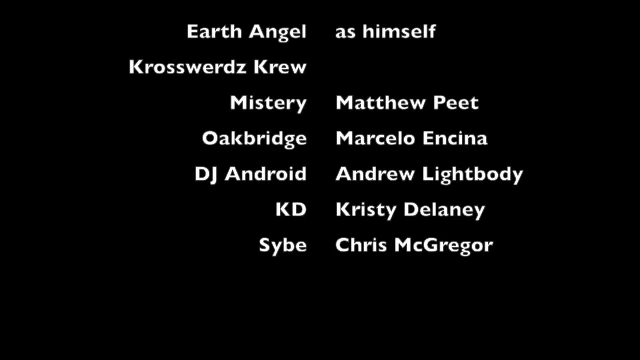 Earth Angel as himself
Krosswerdz Krew
Mistery Matthew Peet
Oakbridge Marcelo Encina
DJ Android Andrew Lightbody
KD Kristy Delaney
Sybe Chris McGregor